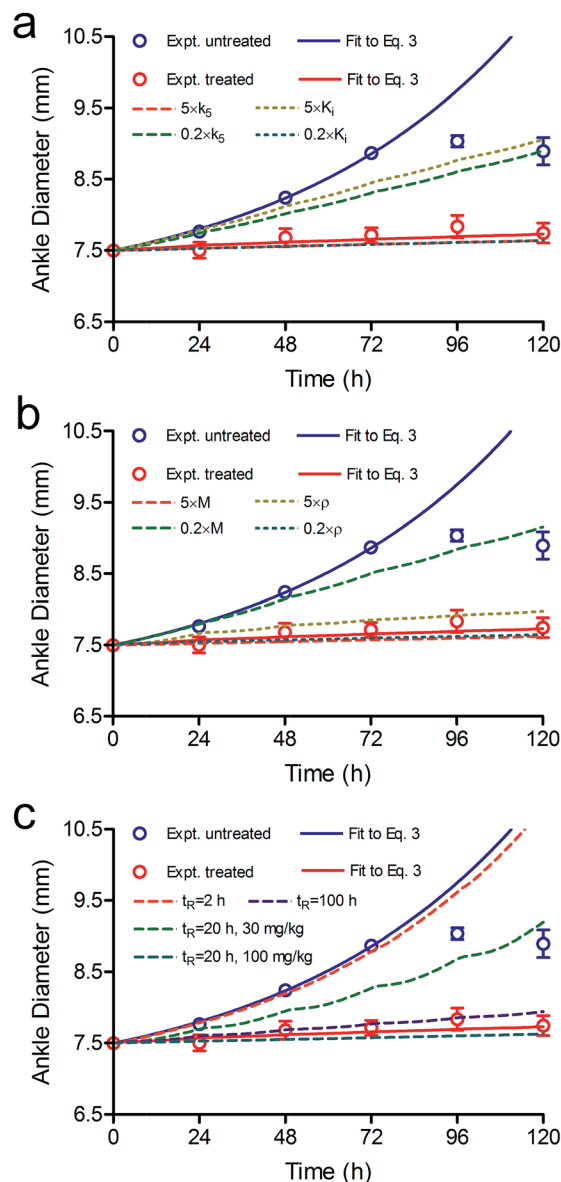 a
10.5
Expt. untreated Fit to Eq. 3
Expt. treated Fit to Eq. 3
5×k5 5×Ki
0.2×k5 0.2×Ki
9.5
8.5
7.5
6.5
Ankle Diameter (mm)
0 24 48 72 96 120
Time (h)
b
10.5
Expt. untreated Fit to Eq. 3
Expt. treated Fit to Eq. 3
5×M 5×ρ
0.2×M 0.2×ρ
9.5
8.5
7.5
6.5
Ankle Diameter (mm)
0 24 48 72 96 120
Time (h)
c
10.5
Expt. untreated Fit to Eq. 3
Expt. treated Fit to Eq. 3
tR=2 h tR=100 h
tR=20 h, 30 mg/kg
tR=20 h, 100 mg/kg
9.5
8.5
7.5
6.5
Ankle Diameter (mm)
0 24 48 72 96 120
Time (h)